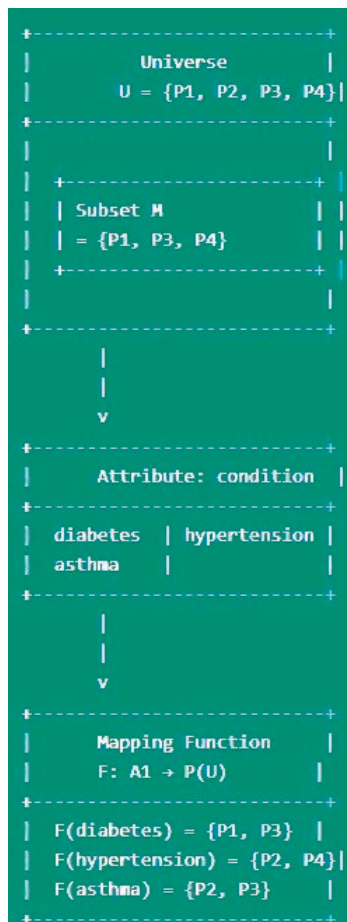 Universe
U = {P1, P2, P3, P4}
Subset M
= {P1, P3, P4}
v
Attribute: condition
diabetes | hypertension
asthma |
v
Mapping Function
F: A1 → P(U)
F(diabetes) = {P1, P3}
F(hypertension) = {P2, P4}
F(asthma) = {P2, P3}